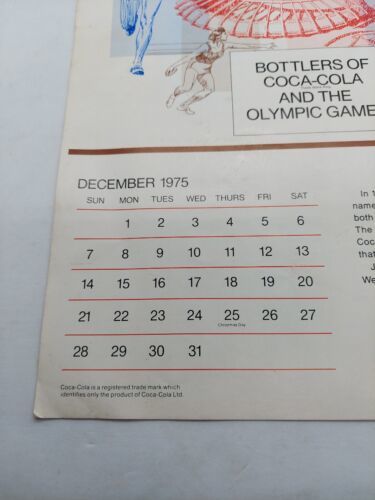 BOTTLERS OF
COCA-COLA
AND THE
OLYMPIC GAME
DECEMBER 1975
SUN MON TUES WED THURS FRI SAT
1 2 3 4 5 6
7 8 9 10 11 12 13
14 15 16 17 18 19 20
21 22 23 24 25 26 27
Christmas Day
28 29 30 31
Coca-Cola is a registered trade mark which
identifies only the product of Coca-Cola Ltd.
In 1
name
both
The
Coc
that
J
We